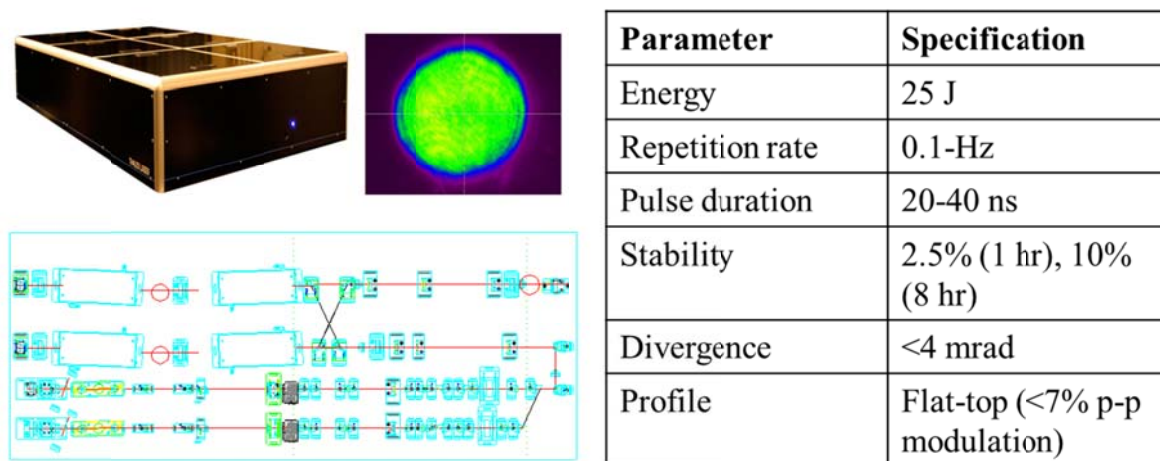 Parameter Specification
Energy 25 J
Repetition rate 0.1-Hz
Pulse duration 20-40 ns
Stability 2.5% (1 hr), 10%
(8 hr)
Divergence <4 mrad
Profile Flat-top (<7% p-p
modulation)